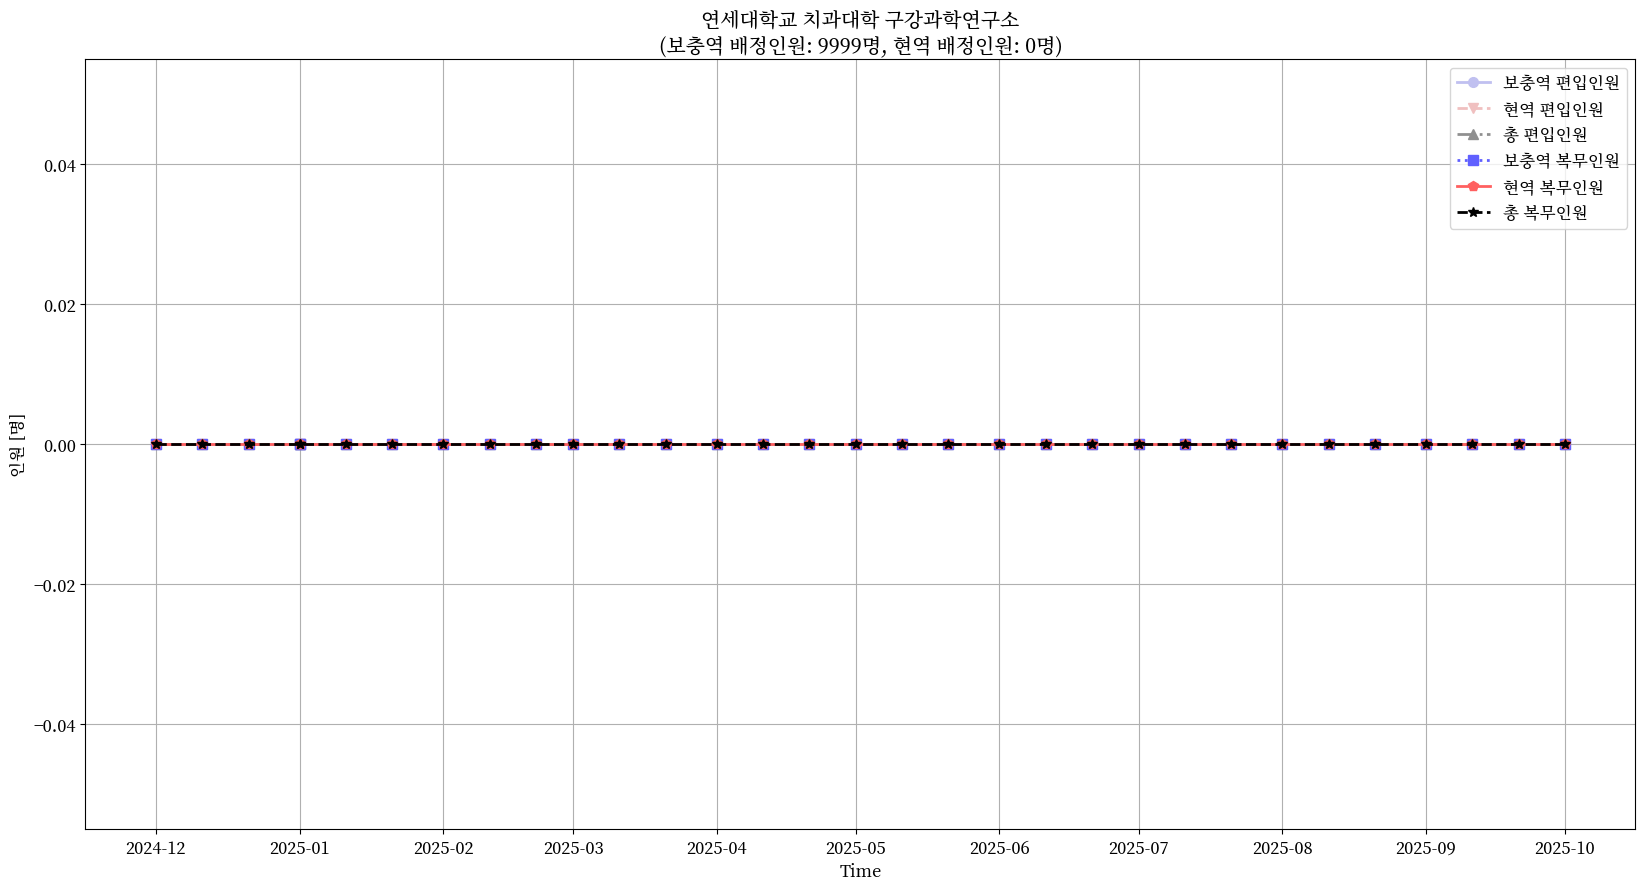 연세대학교 치과대학 구강과학연구소
(보충역 배정인원: 9999명, 현역 배정인원: 0명)
보충역 편입인원
현역 편입인원
총 편입인원
보충역 복무인원
현역 복무인원
총 복무인원
인원 [명]
0.04
0.02
0.00
−0.02
−0.04
2024-12 2025-01 2025-02 2025-03 2025-04 2025-05 2025-06 2025-07 2025-08 2025-09 2025-10
Time